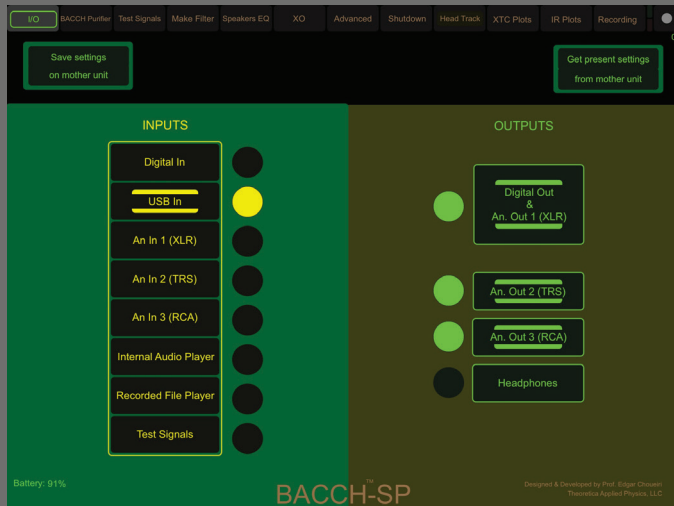 I/O BACCH Purifier Test Signals Make Filter Speakers EQ XO Advanced Shutdown Head Track XTC Plots IR Plots Recording
Save settings
on mother unit
Get present settings
from mother unit
INPUTS
Digital In
USB In
An In 1 (XLR)
An In 2 (TRS)
An In 3 (RCA)
Internal Audio Player
Recorded File Player
Test Signals
OUTPUTS
Digital Out
&
An. Out 1 (XLR)
An. Out 2 (TRS)
An. Out 3 (RCA)
Headphones
Battery: 91%
BACCH-SP™
Designed & Developed by Prof. Edgar Choueiri
Theoretica Applied Physics, LLC